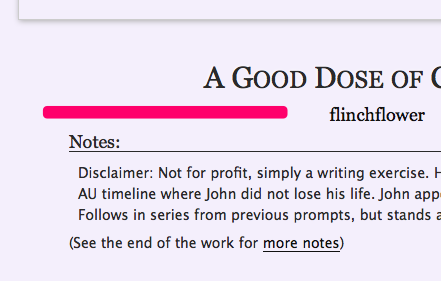 A GOOD DOSE OF
flinchflower
Notes:
Disclaimer: Not for profit, simply a writing exercise.
AU timeline where John did not lose his life. John
Follows in series from previous prompts, but stands
(See the end of the work for more notes)